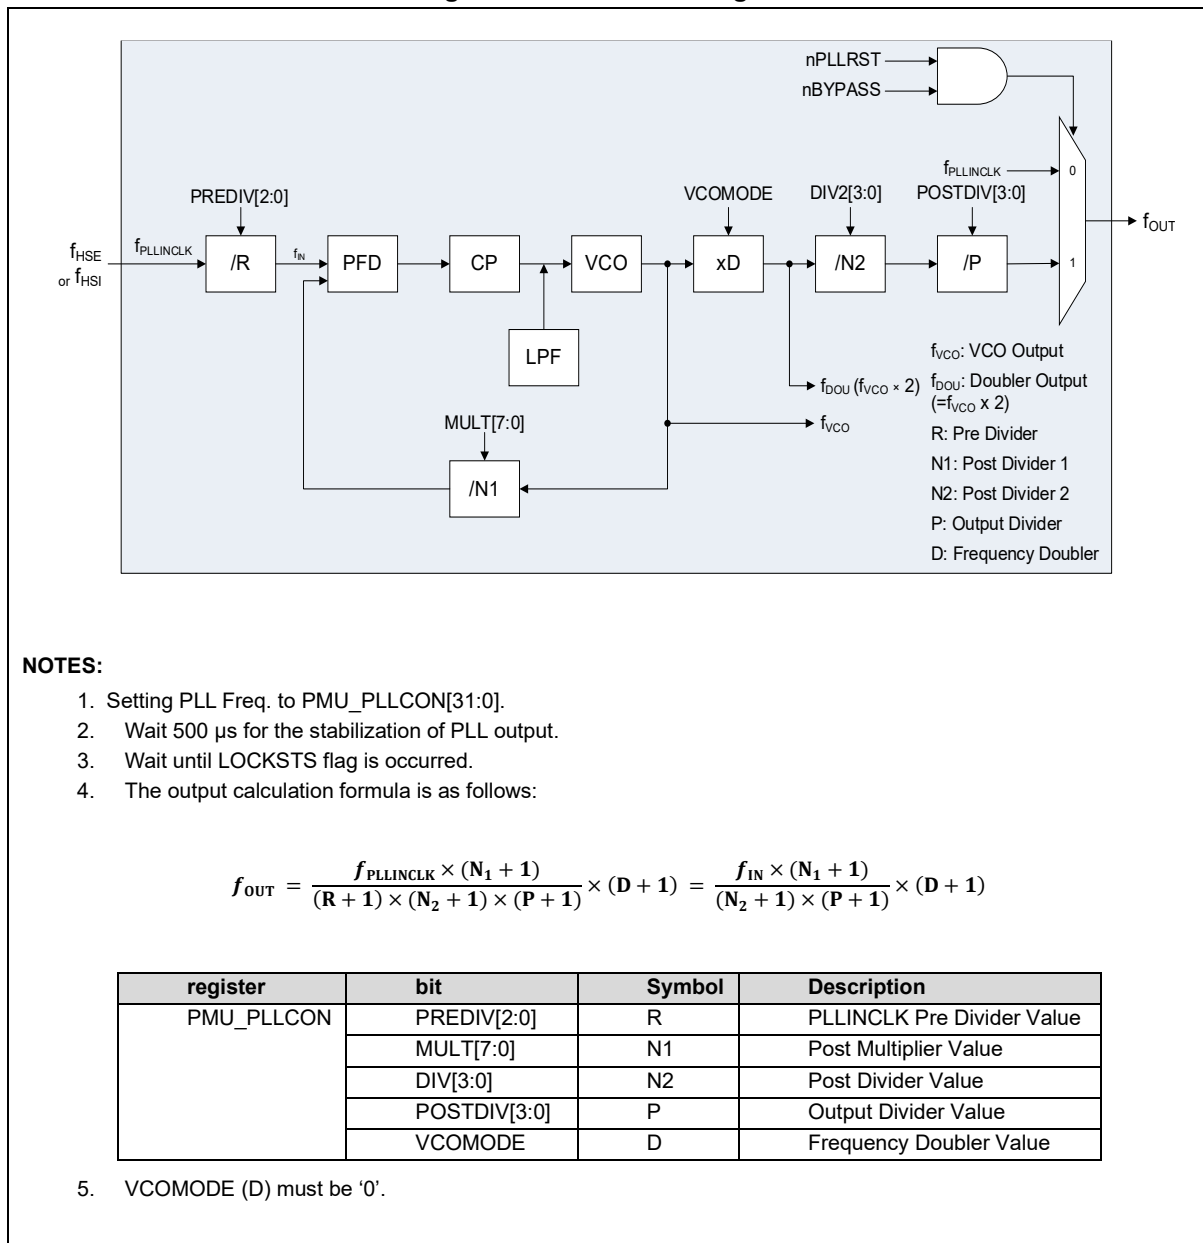 nPLLRST
nBYPASS
fPLLINCLK
0
PREDIV[2:0]
VCOMODE
DIV2[3:0]
POSTDIV[3:0]
fHSE
or fHSI
fPLLINCLK
/R
fIN
PFD
CP
VCO
xD
/N2
/P
1
fOUT
LPF
fDOU (fVCO × 2)
fVCO
MULT[7:0]
/N1
fVCO: VCO Output
fDOU: Doubler Output
(=fVCO x 2)
R: Pre Divider
N1: Post Divider 1
N2: Post Divider 2
P: Output Divider
D: Frequency Doubler
NOTES:
1. Setting PLL Freq. to PMU_PLLCON[31:0].
2. Wait 500 µs for the stabilization of PLL output.
3. Wait until LOCKSTS flag is occurred.
4. The output calculation formula is as follows:
fOUT = fPLLINCLK × (N1 + 1) / (R + 1) × (N2 + 1) × (P + 1) × (D + 1) = fIN × (N1 + 1) / (N2 + 1) × (P + 1) × (D + 1)
register bit Symbol Description
PMU_PLLCON PREDIV[2:0] R PLLINCLK Pre Divider Value
MULT[7:0] N1 Post Multiplier Value
DIV[3:0] N2 Post Divider Value
POSTDIV[3:0] P Output Divider Value
VCOMODE D Frequency Doubler Value
5. VCOMODE (D) must be ‘0’.